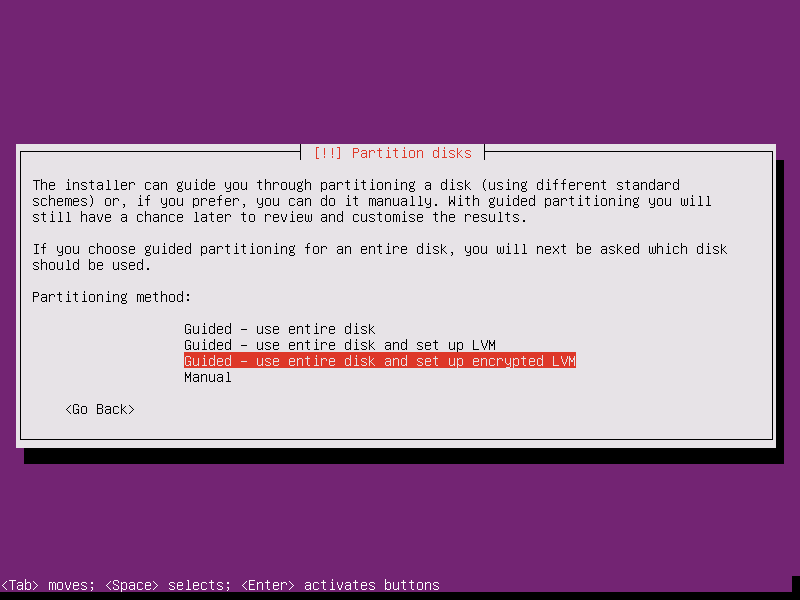 [!!] Partition disks
The installer can guide you through partitioning a disk (using different standard
schemes) or, if you prefer, you can do it manually. With guided partitioning you will
still have a chance later to review and customise the results.
If you choose guided partitioning for an entire disk, you will next be asked which disk
should be used.
Partitioning method:
Guided - use entire disk
Guided - use entire disk and set up LVM
Guided - use entire disk and set up encrypted LVM
Manual
<Go Back>
<Tab> moves; <Space> selects; <Enter> activates buttons